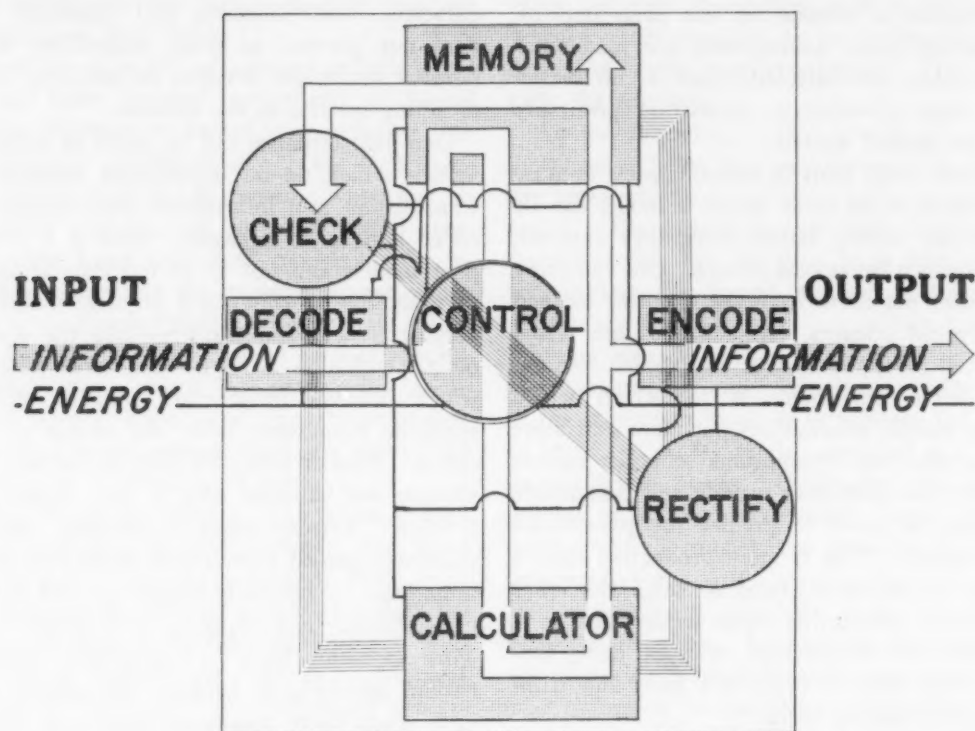 MEMORY
CHECK
INPUT
OUTPUT
DECODE
CONTROL
ENCODE
INFORMATION
INFORMATION
ENERGY
ENERGY
RECTIFY
CALCULATOR